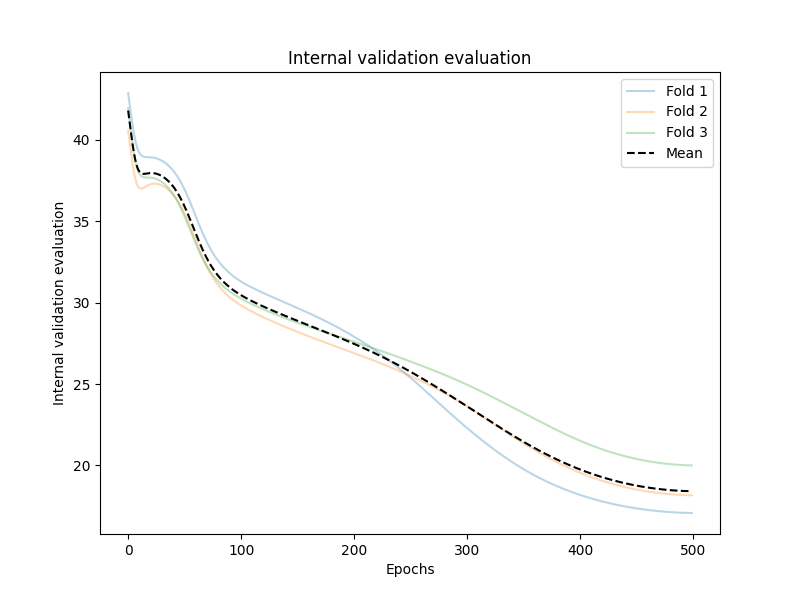 Internal validation evaluation
Fold 1
Fold 2
Fold 3
Mean
Internal validation evaluation
40
35
30
25
20
0 100 200 300 400 500
Epochs